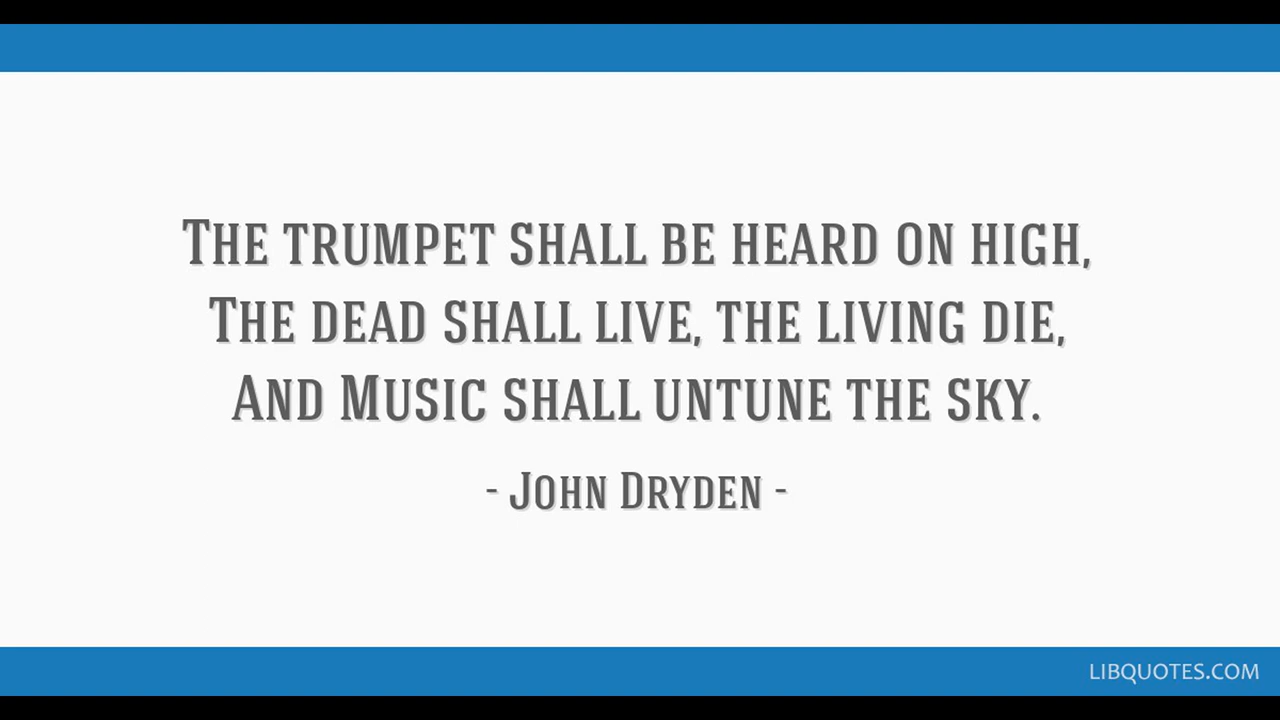 The trumpet shall be heard on high,
The dead shall live, the living die,
And Music shall untune the sky.
- John Dryden -
LIBQUOTES.COM